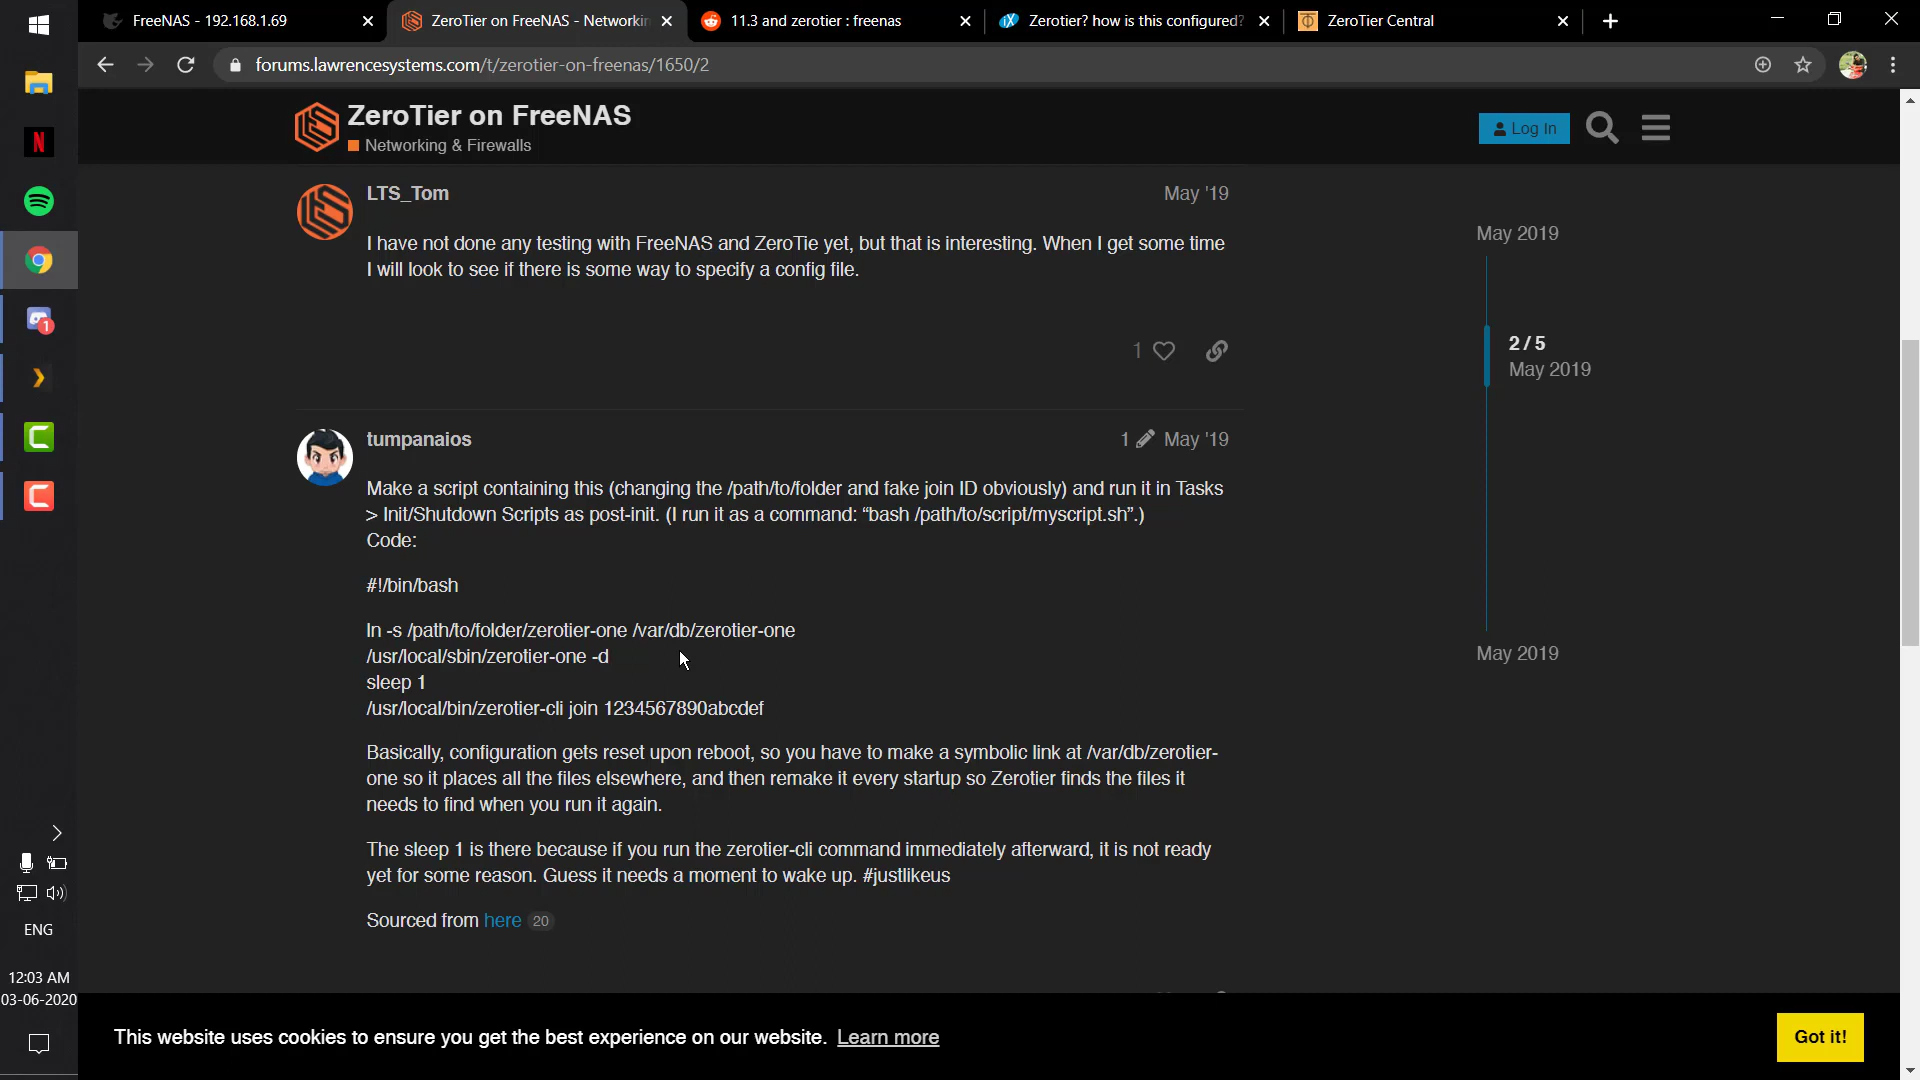 FreeNAS - 192.168.1.69
ZeroTier on FreeNAS - Networkin
11.3 and zerotier : freenas
Zerotier? how is this configured?
ZeroTier Central
forums.lawrencesystems.com/t/zerotier-on-freenas/1650/2
ZeroTier on FreeNAS
Networking & Firewalls
Log In
LTS_Tom
May '19
I have not done any testing with FreeNAS and ZeroTie yet, but that is interesting. When I get some time
I will look to see if there is some way to specify a config file.
1
May 2019
2 / 5
May 2019
May 2019
tumpanaios
1
May '19
Make a script containing this (changing the /path/to/folder and fake join ID obviously) and run it in Tasks
> Init/Shutdown Scripts as post-init. (I run it as a command: “bash /path/to/script/myscript.sh”.)
Code:
#!/bin/bash
ln -s /path/to/folder/zerotier-one /var/db/zerotier-one
/usr/local/sbin/zerotier-one -d
sleep 1
/usr/local/bin/zerotier-cli join 1234567890abcdef
Basically, configuration gets reset upon reboot, so you have to make a symbolic link at /var/db/zerotier-
one so it places all the files elsewhere, and then remake it every startup so Zerotier finds the files it
needs to find when you run it again.
The sleep 1 is there because if you run the zerotier-cli command immediately afterward, it is not ready
yet for some reason. Guess it needs a moment to wake up. #justlikeus
Sourced from here 20
This website uses cookies to ensure you get the best experience on our website. Learn more
Got it!
N
1
ENG
12:03 AM
03-06-2020